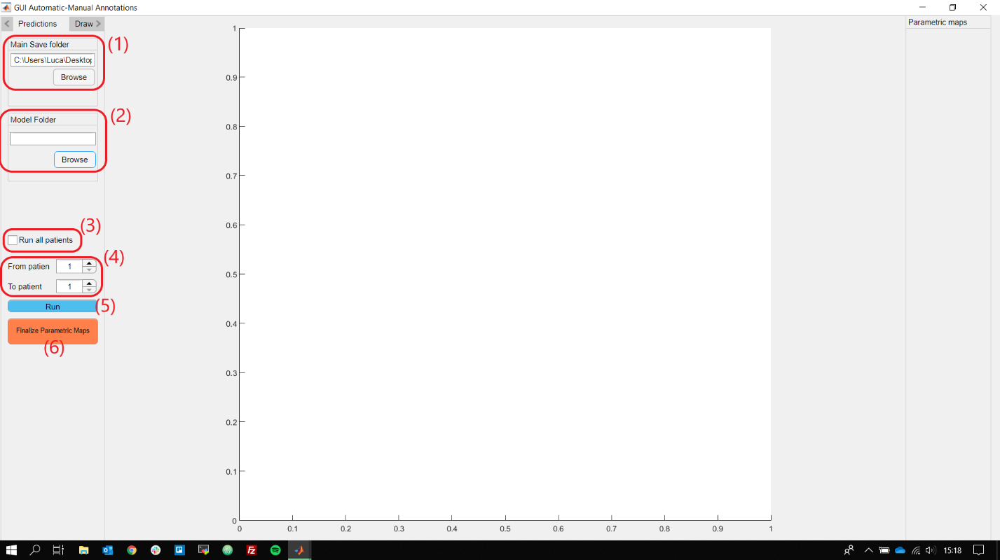 GUI Automatic-Manual Annotations
Predictions
Draw
Parametric maps
Main Save folder
(1)
C:\Users\Luca\Desktop
Browse
(2)
Model Folder
Browse
(3)
Run all patients
(4)
From patien
1
To patient
1
Run
(5)
Finalize Parametric Maps
(6)
1
0.9
0.8
0.7
0.6
0.5
0.4
0.3
0.2
0.1
0
0 0.1 0.2 0.3 0.4 0.5 0.6 0.7 0.8 0.9 1
15:18